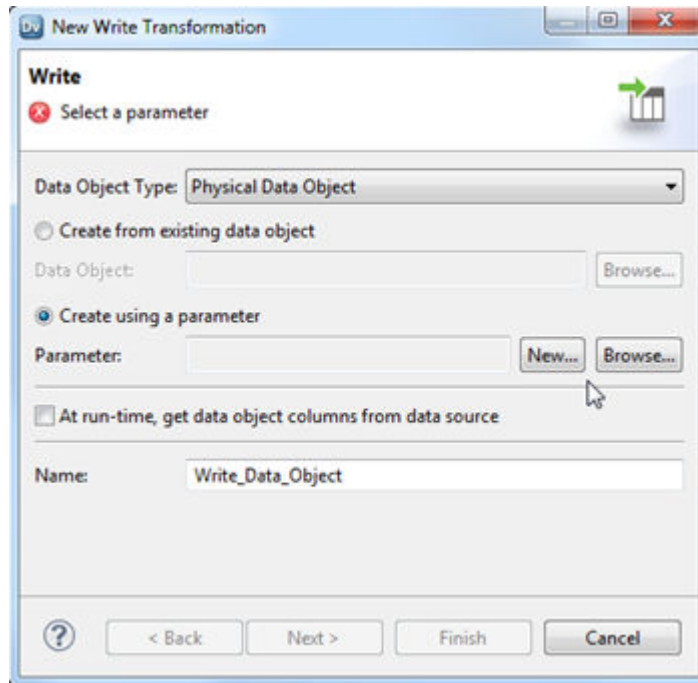 Dv New Write Transformation
Write
Select a parameter
Data Object Type: Physical Data Object
Create from existing data object
Data Object: Browse...
Create using a parameter
Parameter: New... Browse...
At run-time, get data object columns from data source
Name: Write_Data_Object
? < Back Next > Finish Cancel